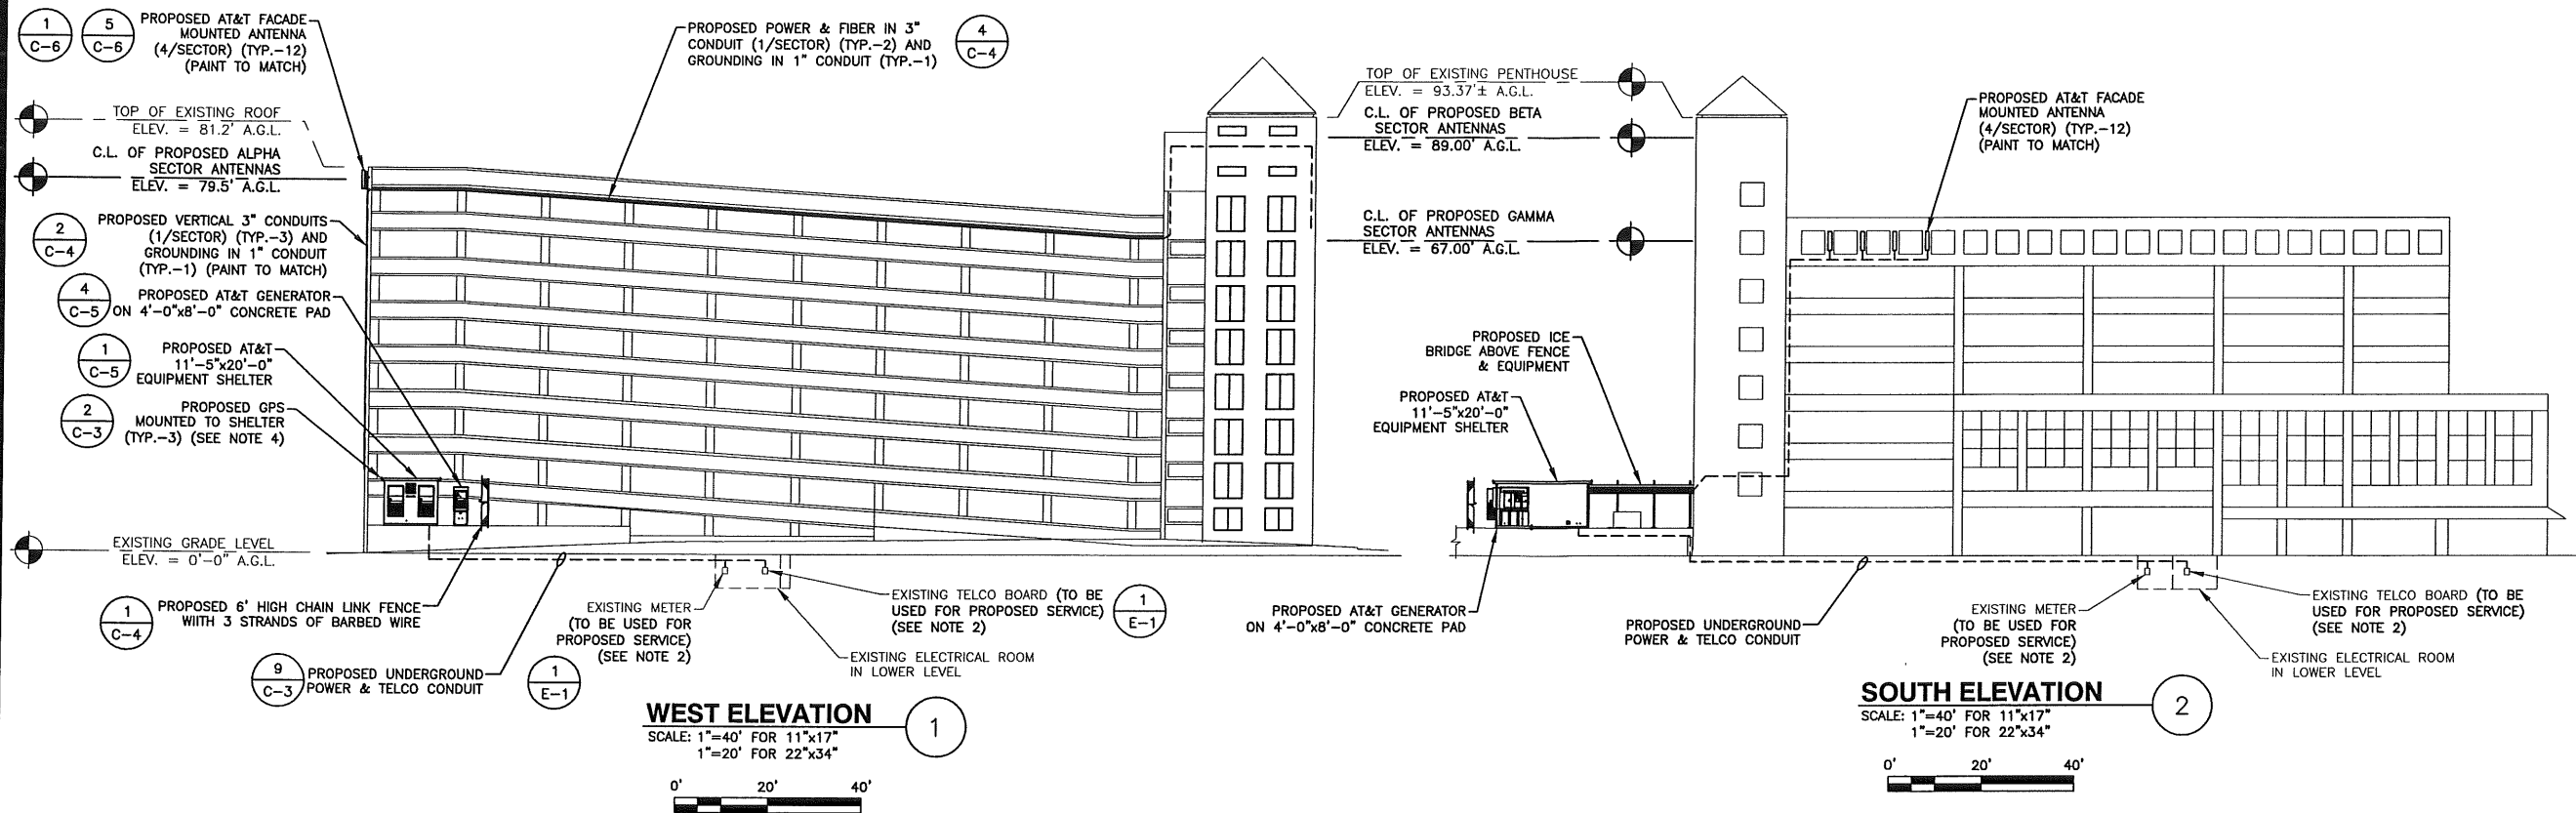 1
C-6
5
C-6
PROPOSED AT&T FACADE
MOUNTED ANTENNA
(4/SECTOR) (TYP.-12)
(PAINT TO MATCH)
TOP OF EXISTING ROOF
ELEV. = 81.2' A.G.L.
C.L. OF PROPOSED ALPHA
SECTOR ANTENNAS
ELEV. = 79.5' A.G.L.
2
C-4
PROPOSED VERTICAL 3" CONDUITS
(1/SECTOR) (TYP.-3) AND
GROUNDING IN 1" CONDUIT
(TYP.-1) (PAINT TO MATCH)
4
C-5
PROPOSED AT&T GENERATOR
ON 4'-0"x8'-0" CONCRETE PAD
1
C-5
PROPOSED AT&T
11'-5"x20'-0"
EQUIPMENT SHELTER
2
C-3
PROPOSED GPS
MOUNTED TO SHELTER
(TYP.-3) (SEE NOTE 4)
EXISTING GRADE LEVEL
ELEV. = 0'-0" A.G.L.
1
C-4
PROPOSED 6' HIGH CHAIN LINK FENCE
WIITH 3 STRANDS OF BARBED WIRE
9
C-3
PROPOSED UNDERGROUND
POWER & TELCO CONDUIT
1
E-1
PROPOSED POWER & FIBER IN 3"
CONDUIT (1/SECTOR) (TYP.-2) AND
GROUNDING IN 1" CONDUIT (TYP.-1)
4
C-4
EXISTING METER
(TO BE USED FOR
PROPOSED SERVICE)
(SEE NOTE 2)
EXISTING TELCO BOARD (TO BE
USED FOR PROPOSED SERVICE)
(SEE NOTE 2)
1
E-1
EXISTING ELECTRICAL ROOM
IN LOWER LEVEL
WEST ELEVATION
1
SCALE: 1"=40' FOR 11"x17"
1"=20' FOR 22"x34"
0' 20' 40'
TOP OF EXISTING PENTHOUSE
ELEV. = 93.37'± A.G.L.
C.L. OF PROPOSED BETA
SECTOR ANTENNAS
ELEV. = 89.00' A.G.L.
C.L. OF PROPOSED GAMMA
SECTOR ANTENNAS
ELEV. = 67.00' A.G.L.
PROPOSED AT&T FACADE
MOUNTED ANTENNA
(4/SECTOR) (TYP.-12)
(PAINT TO MATCH)
PROPOSED ICE
BRIDGE ABOVE FENCE
& EQUIPMENT
PROPOSED AT&T
11'-5"x20'-0"
EQUIPMENT SHELTER
PROPOSED AT&T GENERATOR
ON 4'-0"x8'-0" CONCRETE PAD
PROPOSED UNDERGROUND
POWER & TELCO CONDUIT
EXISTING METER
(TO BE USED FOR
PROPOSED SERVICE)
(SEE NOTE 2)
EXISTING TELCO BOARD (TO BE
USED FOR PROPOSED SERVICE)
(SEE NOTE 2)
EXISTING ELECTRICAL ROOM
IN LOWER LEVEL
SOUTH ELEVATION
2
SCALE: 1"=40' FOR 11"x17"
1"=20' FOR 22"x34"
0' 20' 40'